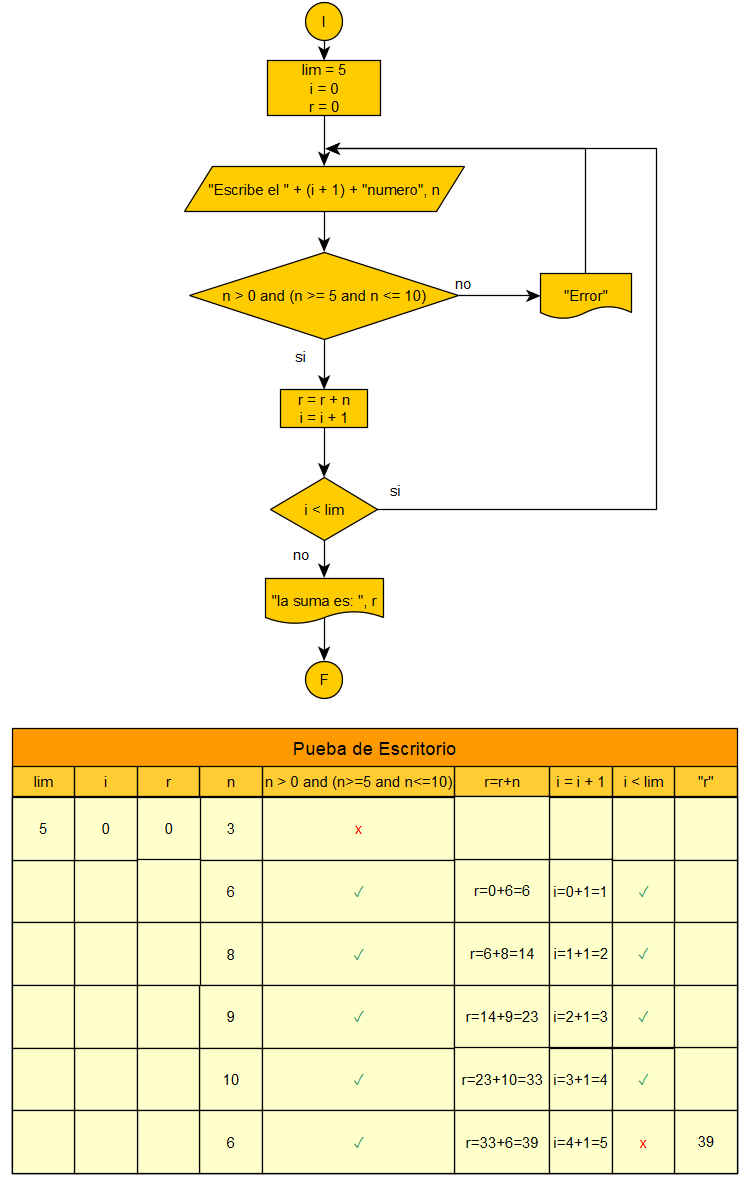 I
lim = 5
i = 0
r = 0
"Escribe el " + (i + 1) + "numero", n
n > 0 and (n >= 5 and n <= 10)
no
"Error"
si
r = r + n
i = i + 1
i < lim
si
no
"la suma es: ", r
F
Pueba de Escritorio
lim i r n n > 0 and (n>=5 and n<=10) r=r+n i = i + 1 i < lim "r"
5 0 0 3 x
6 ✓ r=0+6=6 i=0+1=1 ✓
8 ✓ r=6+8=14 i=1+1=2 ✓
9 ✓ r=14+9=23 i=2+1=3 ✓
10 ✓ r=23+10=33 i=3+1=4 ✓
6 ✓ r=33+6=39 i=4+1=5 x 39